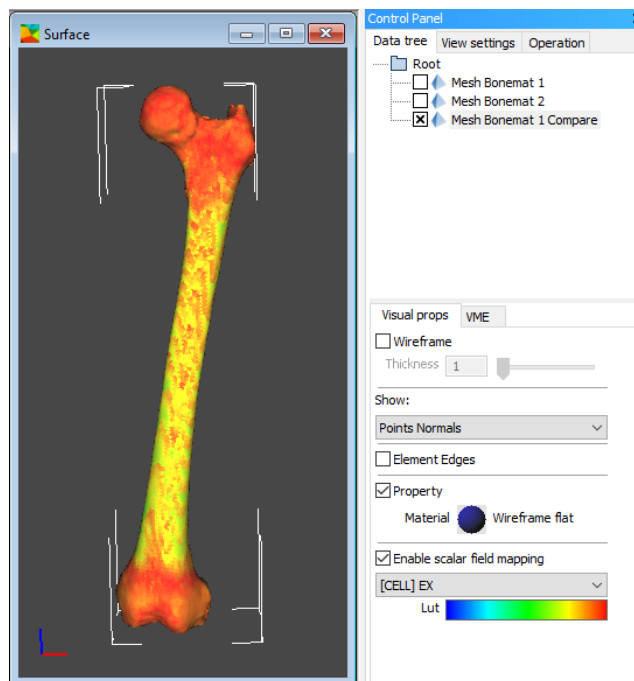 Surface
Control Panel
Data tree View settings Operation
Root
Mesh Bonemat 1
Mesh Bonemat 2
Mesh Bonemat 1 Compare
Visual props VME
Wireframe
Thickness 1
Show:
Points Normals
Element Edges
Property
Material Wireframe flat
Enable scalar field mapping
[CELL] EX
Lut